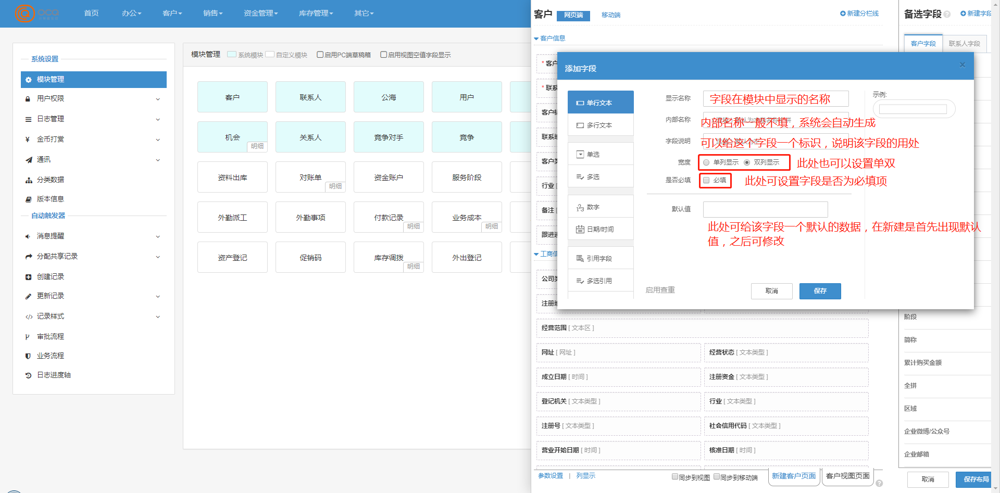 oca
首页
办公
客户
销售
资金管理
库存管理
其它
系统设置
模块管理
用户权限
日志管理
金币打赏
通讯
分类数据
版本信息
自动触发器
消息提醒
分配共享记录
创建记录
更新记录
记录样式
审批流程
业务流程
日志进度轴
模块管理 系统模块 自定义模块 启用PC端草稿箱 启用视图空值字段显示
客户 联系人 公海 用户
机会 明细 关系人 竞争对手 竞争
资料出库 对账单 明细 资金账户 服务阶段
外勤派工 外勤事项 付款记录 明细 业务成本 明细
资产登记 促销码 库存调拨 明细 外出登记
客户 网页端 移动端 新建分栏线
客户信息
* 客户
* 联系
客户
联系
客户
行业 [
备注 [
跟进
工商信
公司
注册
经营范围 [ 文本区 ]
网址 [ 网址 ] 经营状态 [ 文本类型 ]
成立日期 [ 时间 ] 注册资金 [ 文本类型 ]
登记机关 [ 文本类型 ] 行业 [ 文本类型 ]
注册号 [ 文本类型 ] 社会信用代码 [ 文本类型 ]
营业开始日期 [ 时间 ] 核准日期 [ 时间 ]
参数设置 | 列显示 同步到视图 同步到移动端 新建客户页面 客户视图页面 ?
备选字段 ? 新建字段
客户字段 联系人字段
阶段
简称
累计购买金额
全拼
区域
企业微博/公众号
企业邮箱
取消 保存布局
添加字段 ×
单行文本
多行文本
单选
多选
数字
日期/时间
引用字段
多选引用
显示名称 字段在模块中显示的名称
内部名称 内部名称一般不填，系统会自动生成
字段说明 可以给这个字段一个标识，说明该字段的用处
宽度 单列显示 双列显示 此处也可以设置单双
是否必填 必填 此处可设置字段是否为必填项
默认值
此处可给该字段一个默认的数据，在新建是首先出现默认
值，之后可修改
启用查重 取消 保存
示例: